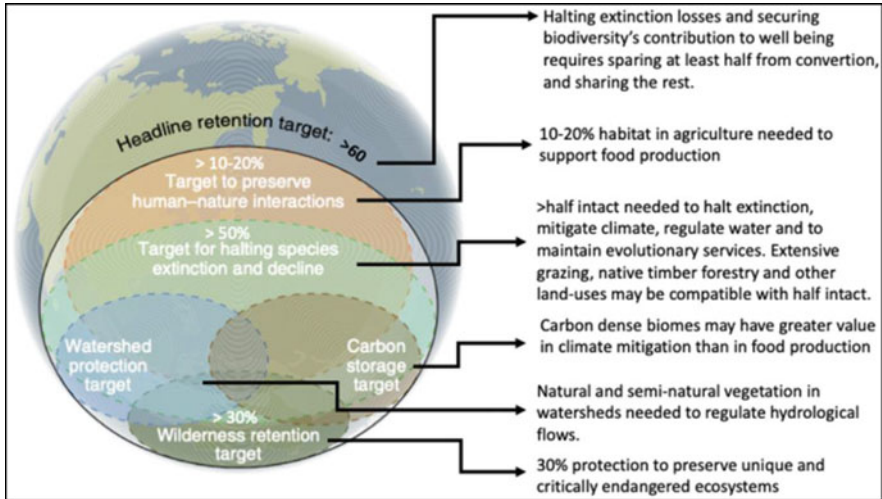 Halting extinction losses and securing
biodiversity's contribution to well being
requires sparing at least half from convertion,
and sharing the rest.
Headline retention target: >60
10-20% habitat in agriculture needed to
support food production
> 10-20%
Target to preserve
human–nature interactions
>half intact needed to halt extinction,
mitigate climate, regulate water and to
maintain evolutionary services. Extensive
grazing, native timber forestry and other
land-uses may be compatible with half intact.
> 50%
Target for halting species
extinction and decline
Carbon dense biomes may have greater value
in climate mitigation than in food production
Watershed
protection
target
Carbon
storage
target
Natural and semi-natural vegetation in
watersheds needed to regulate hydrological
flows.
> 30%
Wilderness retention
target
30% protection to preserve unique and
critically endangered ecosystems